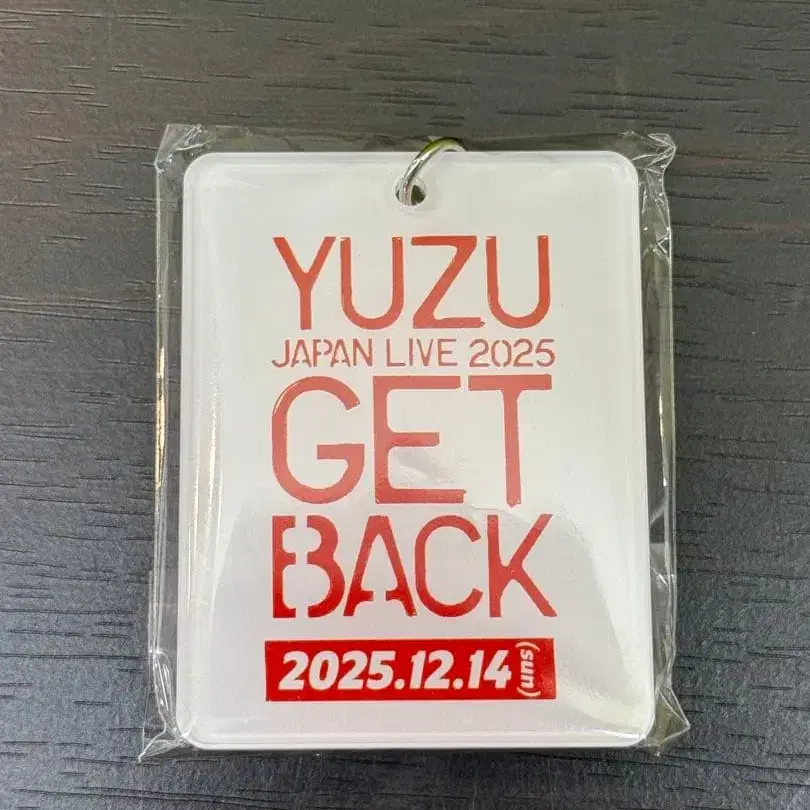 YUZU
JAPAN LIVE 2025
GET
BACK
2025.12.14(sun)